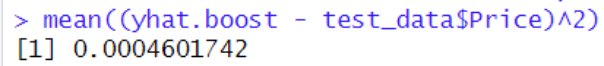 > mean((yhat.boost - test_data$Price)^2)
[1] 0.0004601742